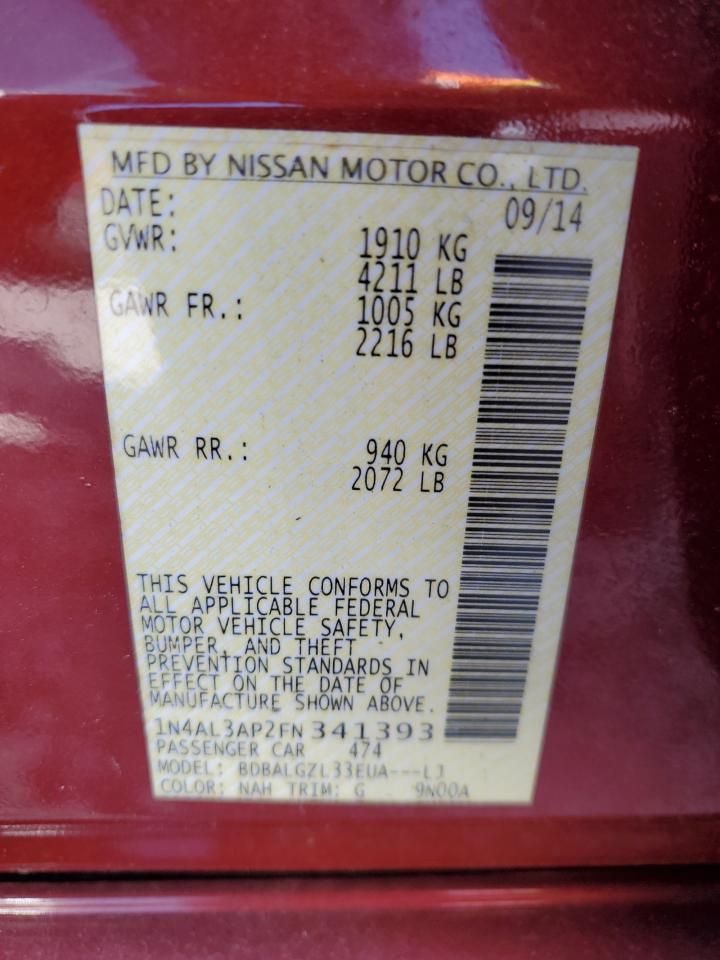 MFD BY NISSAN MOTOR CO., LTD.
DATE: 09/14
GVWR: 1910 KG
4211 LB
GAWR FR.: 1005 KG
2216 LB
GAWR RR.: 940 KG
2072 LB
THIS VEHICLE CONFORMS TO
ALL APPLICABLE FEDERAL
MOTOR VEHICLE SAFETY,
BUMPER, AND THEFT
PREVENTION STANDARDS IN
EFFECT ON THE DATE OF
MANUFACTURE SHOWN ABOVE.
1N4AL3AP2FN341393
PASSENGER CAR 474
MODEL: BDBALGZL33EUA---LJ
COLOR: NAH TRIM: G 9N00A